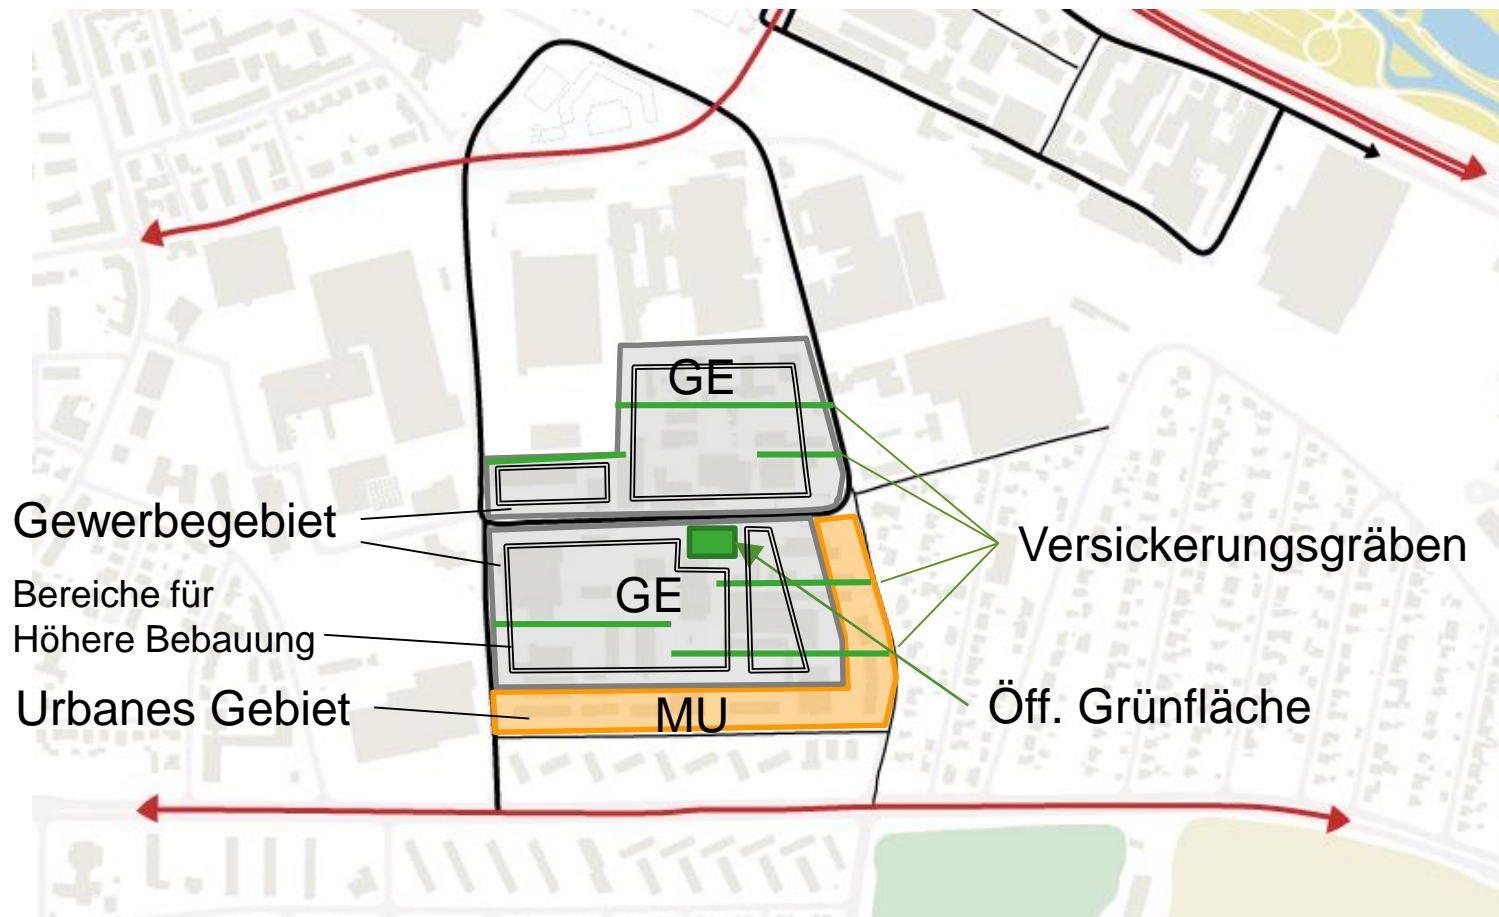 GE
Gewerbegebiet
Versickerungsgräben
Bereiche für
Höhere Bebauung
GE
Urbanes Gebiet
MU
Öff. Grünfläche